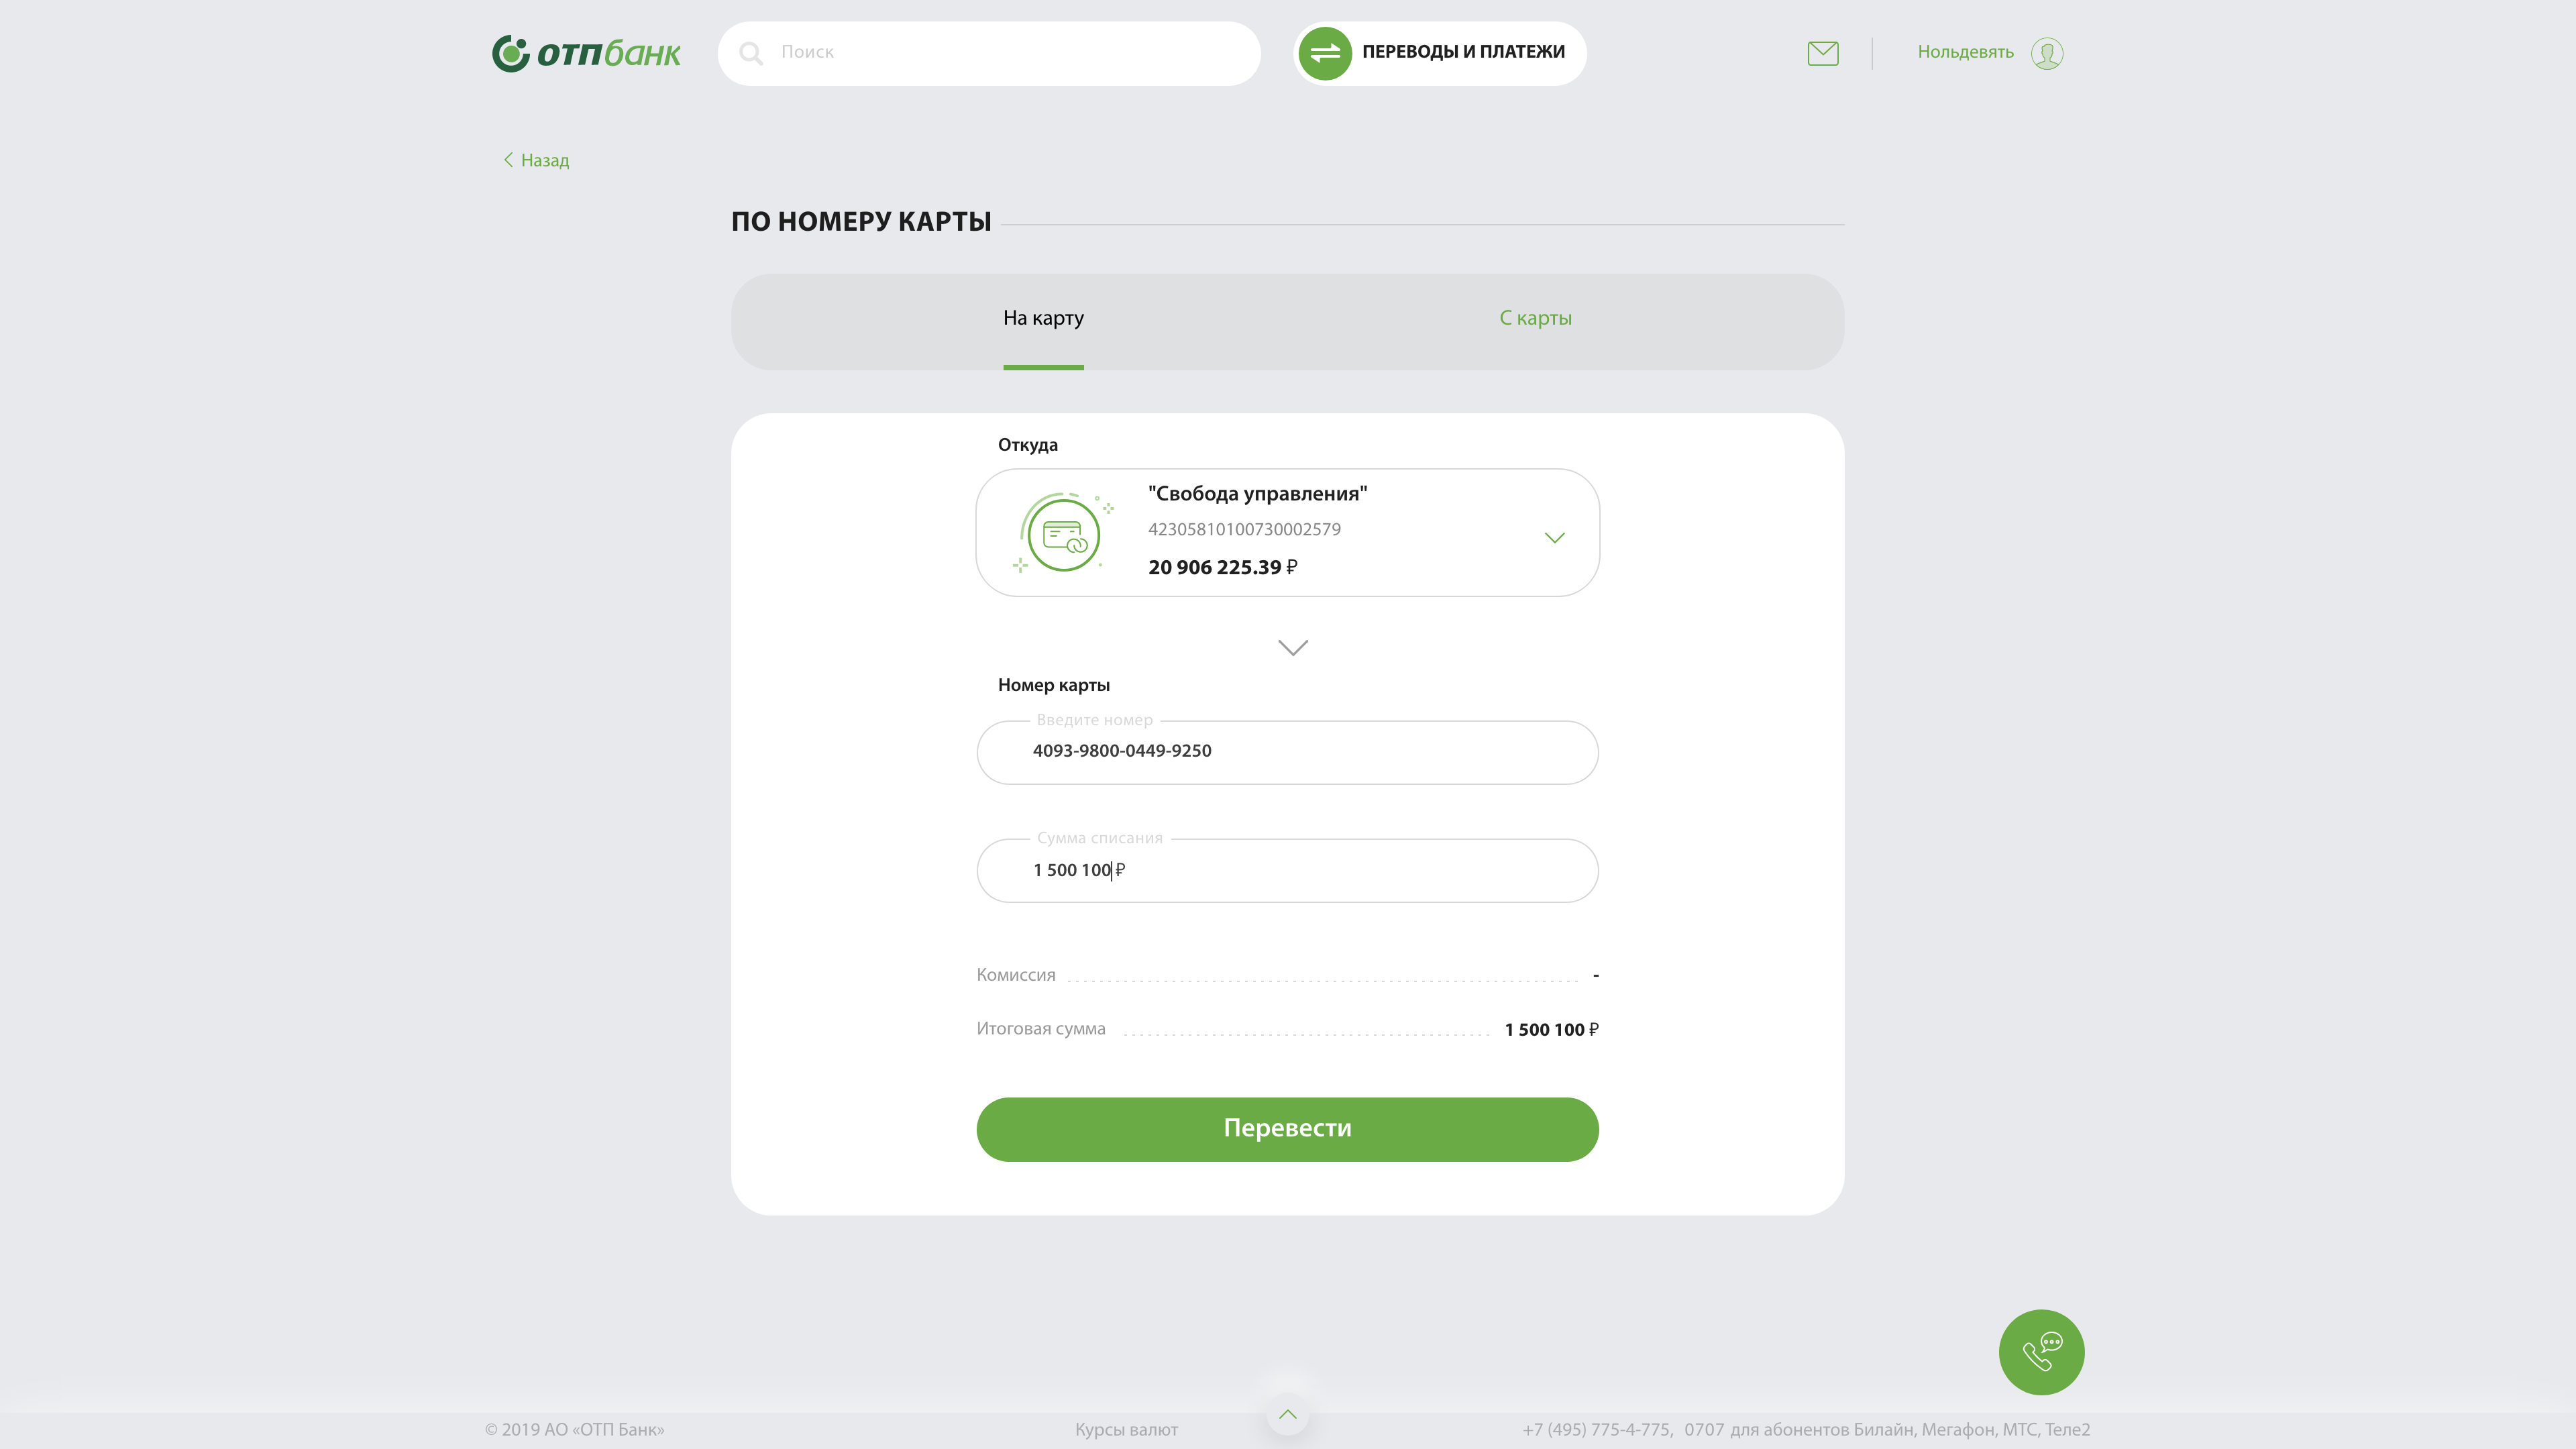 отпбанк
Поиск
ПЕРЕВОДЫ И ПЛАТЕЖИ
Нольдевять
Назад
ПО НОМЕРУ КАРТЫ
На карту
С карты
Откуда
"Свобода управления"
42305810100730002579
20 906 225.39 ₽
Номер карты
Введите номер
4093-9800-0449-9250
Сумма списания
1 500 100 ₽
Комиссия -
Итоговая сумма 1 500 100 ₽
Перевести
© 2019 АО «ОТП Банк»
Курсы валют
+7 (495) 775-4-775, 0707 для абонентов Билайн, Мегафон, МТС, Теле2